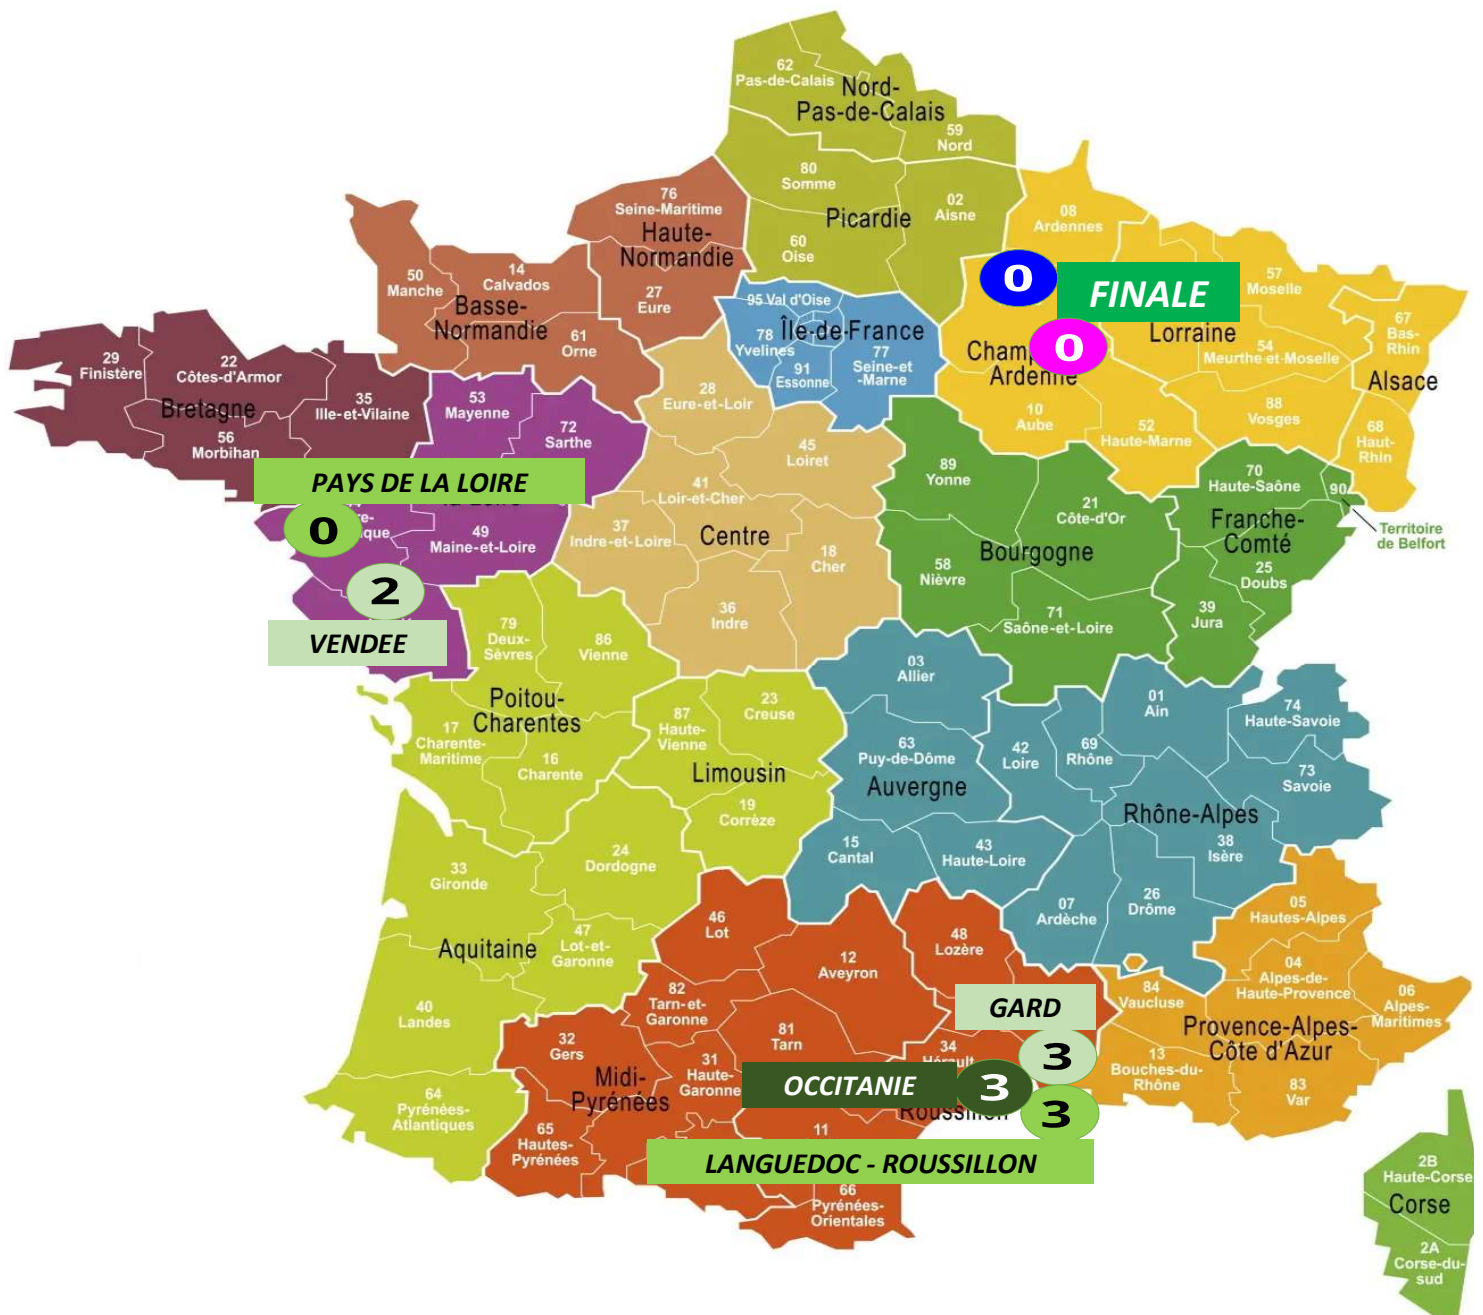 62
Pas-de-Calais
Nord-
Pas-de-Calais
59
Nord
80
Somme
02
Aisne
Picardie
60
Oise
76
Seine-Maritime
Haute-
Normandie
27
Eure
50
Manche
14
Calvados
Basse-
Normandie
61
Orne
08
Ardennes
0
FINALE
0
57
Moselle
Lorraine
54
Meurthe et-Moselle
67
Bas-
Rhin
Alsace
68
Haut-
Rhin
88
Vosges
Ardenne
10
Aube
52
Haute-Marne
95 Val d'Oise
Île-de-France
78
Yvelines
91
Essonne
77
Seine-et
-Marne
29
Finistère
22
Côtes-d'Armor
Bretagne
35
Ille-et-Vilaine
56
Morbihan
53
Mayenne
72
Sarthe
PAYS DE LA LOIRE
0
49
Maine-et-Loire
2
VENDEE
28
Eure-et-Loir
45
Loiret
41
Loir-et-Cher
37
Indre-et-Loire
Centre
18
Cher
36
Indre
89
Yonne
21
Côte-d'Or
Bourgogne
58
Nièvre
71
Saône-et-Loire
70
Haute-Saône
90
Territoire
de Belfort
Franche-
Comté
25
Doubs
39
Jura
79
Deux-
Sèvres
86
Vienne
Poitou-
Charentes
17
Charente-
Maritime
16
Charente
87
Haute-
Vienne
23
Creuse
Limousin
19
Corrèze
03
Allier
63
Puy-de-Dôme
Auvergne
15
Cantal
43
Haute-Loire
01
Ain
74
Haute-Savoie
42
Loire
69
Rhône
73
Savoie
Rhône-Alpes
38
Isère
07
Ardèche
26
Drôme
33
Gironde
24
Dordogne
47
Lot-et-
Garonne
Aquitaine
40
Landes
64
Pyrénées-
Atlantiques
46
Lot
12
Aveyron
48
Lozère
82
Tarn-et-
Garonne
32
Gers
81
Tarn
31
Haute-
Garonne
Midi-
Pyrénées
65
Hautes-
Pyrénées
GARD
3
34
Hérault
OCCITANIE
3
3
Roussillon
11
LANGUEDOC - ROUSSILLON
66
Pyrénées-
Orientales
05
Hautes-Alpes
04
Alpes-de-
Haute-Provence
06
Alpes-
Maritimes
84
Vaucluse
Provence-Alpes-
Côte d'Azur
13
Bouches-du-
Rhône
83
Var
2B
Haute-Corse
Corse
2A
Corse-du-
sud